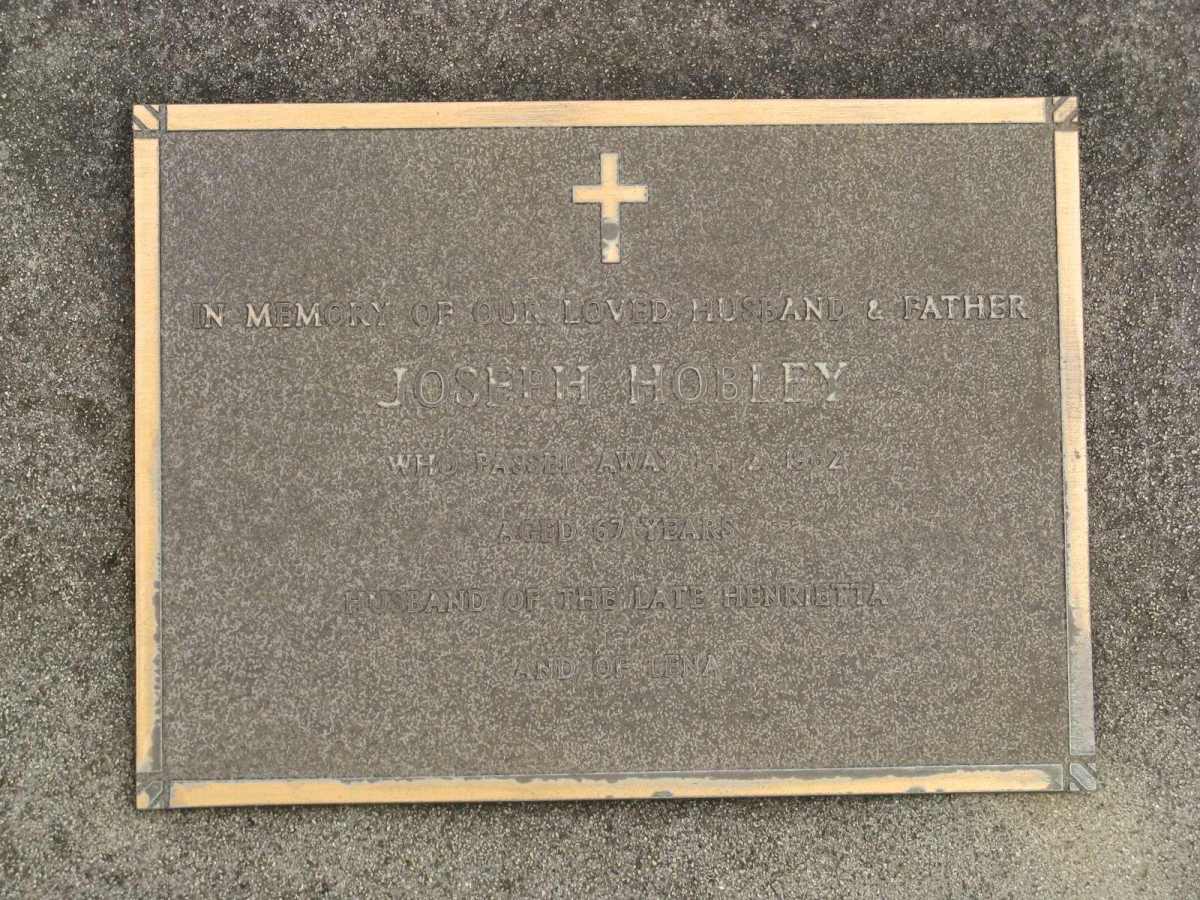 IN MEMORY OF OUR LOVED HUSBAND & FATHER
JOSEPH HOBLEY
WHO PASSED AWAY 2 
AGED 67 YEARS
HUSBAND OF THE LATE HENRIETTA
AND OF LENA